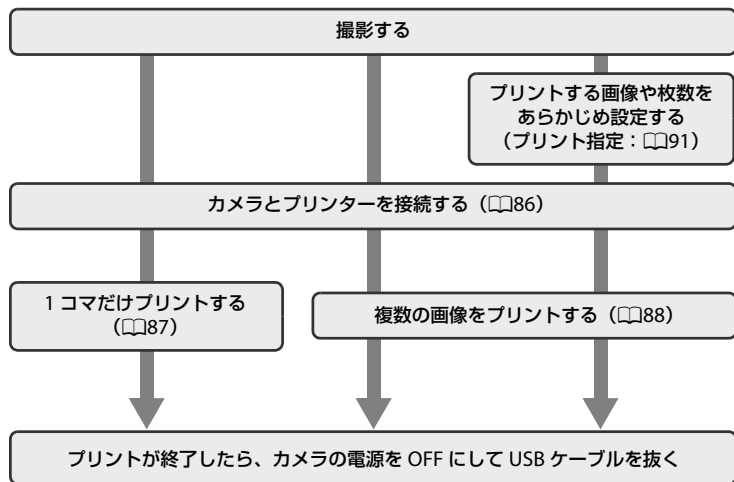 撮影する
プリントする画像や枚数を
あらかじめ設定する
（プリント指定：📖91）
カメラとプリンターを接続する（📖86）
1 コマだけプリントする
（📖87）
複数の画像をプリントする（📖88）
プリントが終了したら、カメラの電源を OFF にして USB ケーブルを抜く